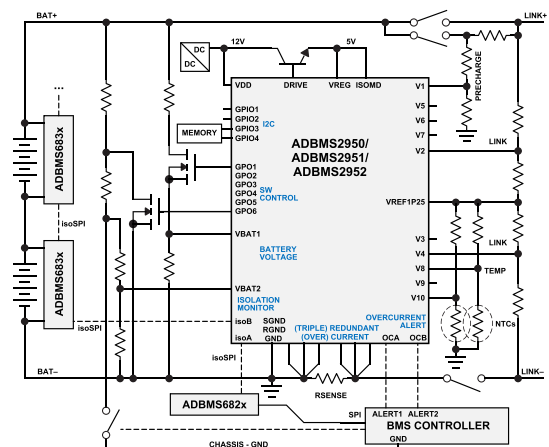 BAT+
LINK+
12V
5V
DC
DC
...
VDD
DRIVE
VREG
ISOMD
V1
PRECHARGE
GPIO1
GPIO2
I2C
GPIO3
GPIO4
MEMORY
V5
V6
V7
V2
LINK
ADBMS2950/
ADBMS2951/
ADBMS2952
ADBMS683x
isoSPI
ADBMS683x
GPO1
GPO2
GPO3
SW
CONTROL
GPO4
GPO5
GPO6
VREF1P25
VBAT1
BATTERY
VOLTAGE
V3
LINK
V4
V8
TEMP
V9
V10
VBAT2
ISOLATION
MONITOR
OVERCURRENT
ALERT
NTCs
isoSPI
isoB
isoA
SGND
RGND
GND
(TRIPLE) REDUNDANT
(OVER) CURRENT
OCA
OCB
isoSPI
BAT–
LINK–
RSENSE
ADBMS682x
SPI
ALERT1
ALERT2
BMS CONTROLLER
CHASSIS - GND
GND